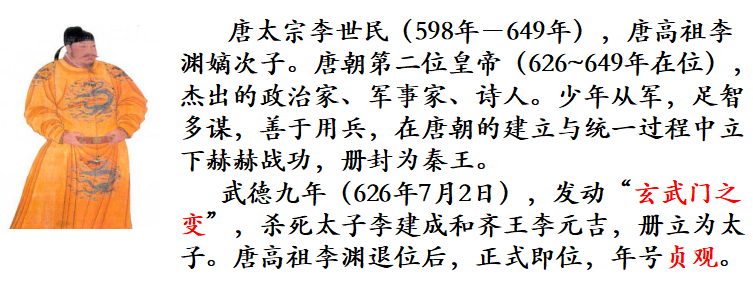 唐太宗李世民（598年－649年），唐高祖李
渊嫡次子。唐朝第二位皇帝（626~649年在位），
杰出的政治家、军事家、诗人。少年从军，足智
多谋，善于用兵，在唐朝的建立与统一过程中立
下赫赫战功，册封为秦王。
武德九年（626年7月2日），发动“玄武门之
变”，杀死太子李建成和齐王李元吉，册立为太
子。唐高祖李渊退位后，正式即位，年号贞观。